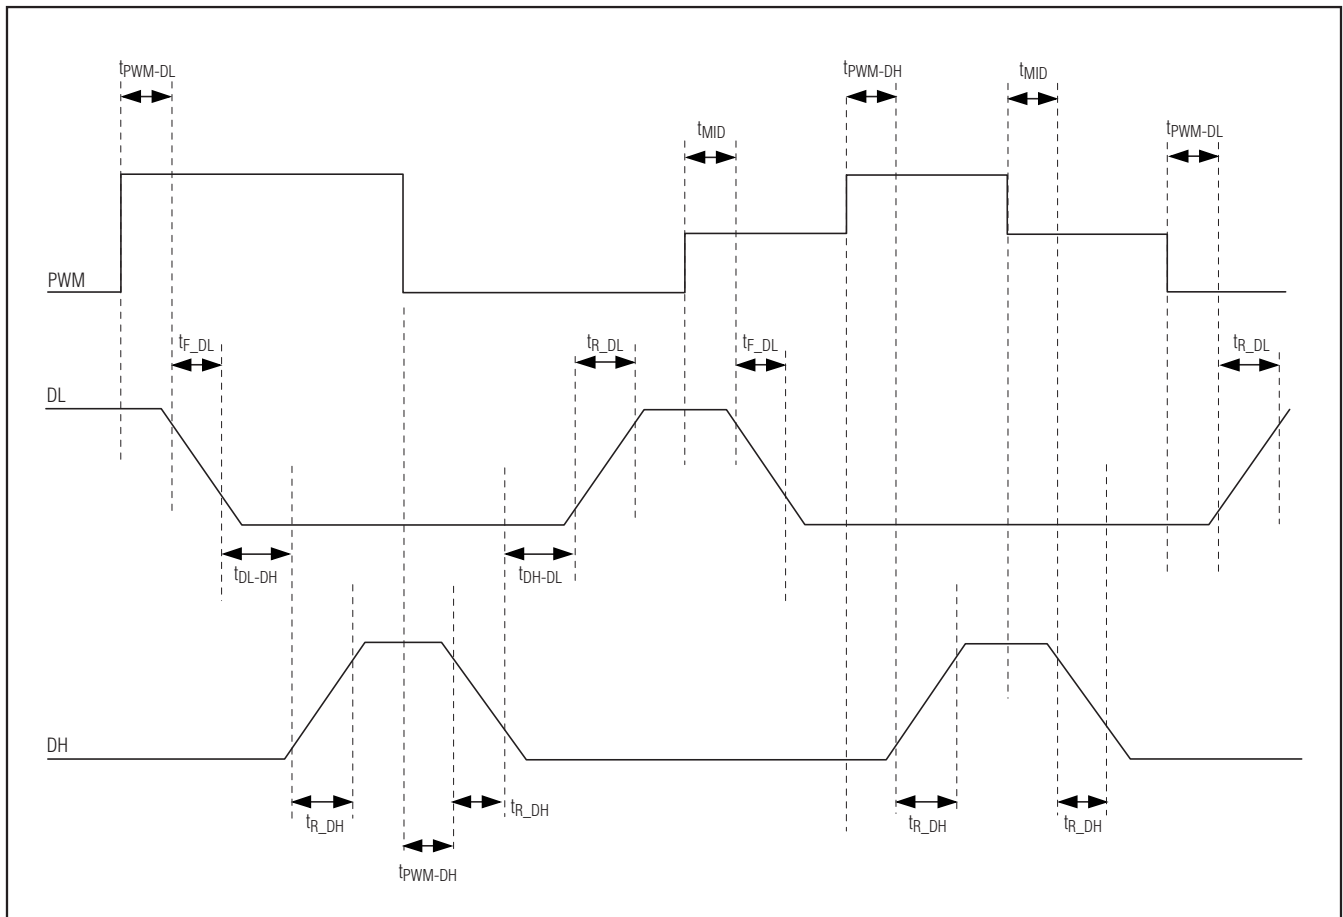 tPWM-DL
tPWM-DH
tMID
tMID
tPWM-DL
PWM
tF_DL
tR_DL
tF_DL
tR_DL
DL
tDL-DH
tDH-DL
DH
tR_DH
tR_DH
tR_DH
tR_DH
tPWM-DH